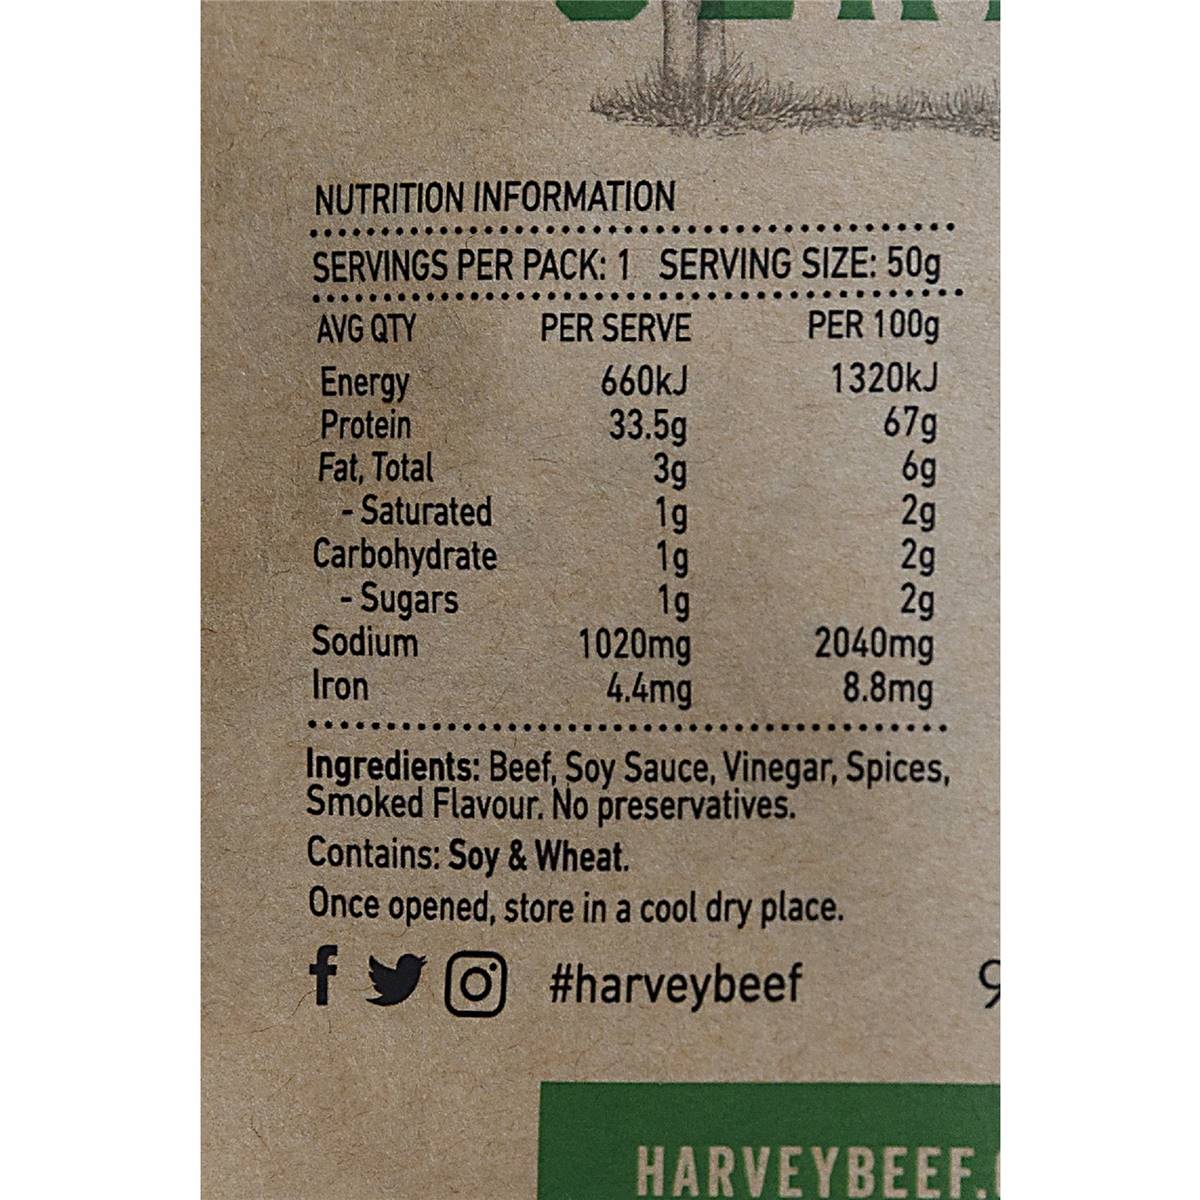 NUTRITION INFORMATION
SERVINGS PER PACK: 1 SERVING SIZE: 50g
AVG QTY PER SERVE PER 100g
Energy 660kJ 1320kJ
Protein 33.5g 67g
Fat, Total 3g 6g
- Saturated 1g 2g
Carbohydrate 1g 2g
- Sugars 1g 2g
Sodium 1020mg 2040mg
Iron 4.4mg 8.8mg
Ingredients: Beef, Soy Sauce, Vinegar, Spices,
Smoked Flavour. No preservatives.
Contains: Soy & Wheat.
Once opened, store in a cool dry place.
#harveybeef 9
HARVEYBEEF.